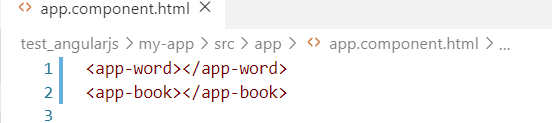 app.component.html
test_angularjs > my-app > src > app > <> app.component.html > ...
1 <app-word></app-word>
2 <app-book></app-book>
3